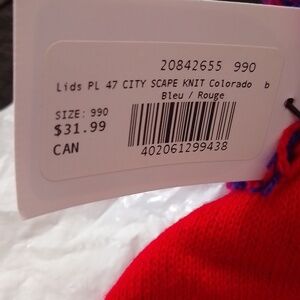 20842655 990
Lids PL 47 CITY SCAPE KNIT Colorado b
Bleu / Rouge
SIZE: 990
$31.99
CAN
402061299438